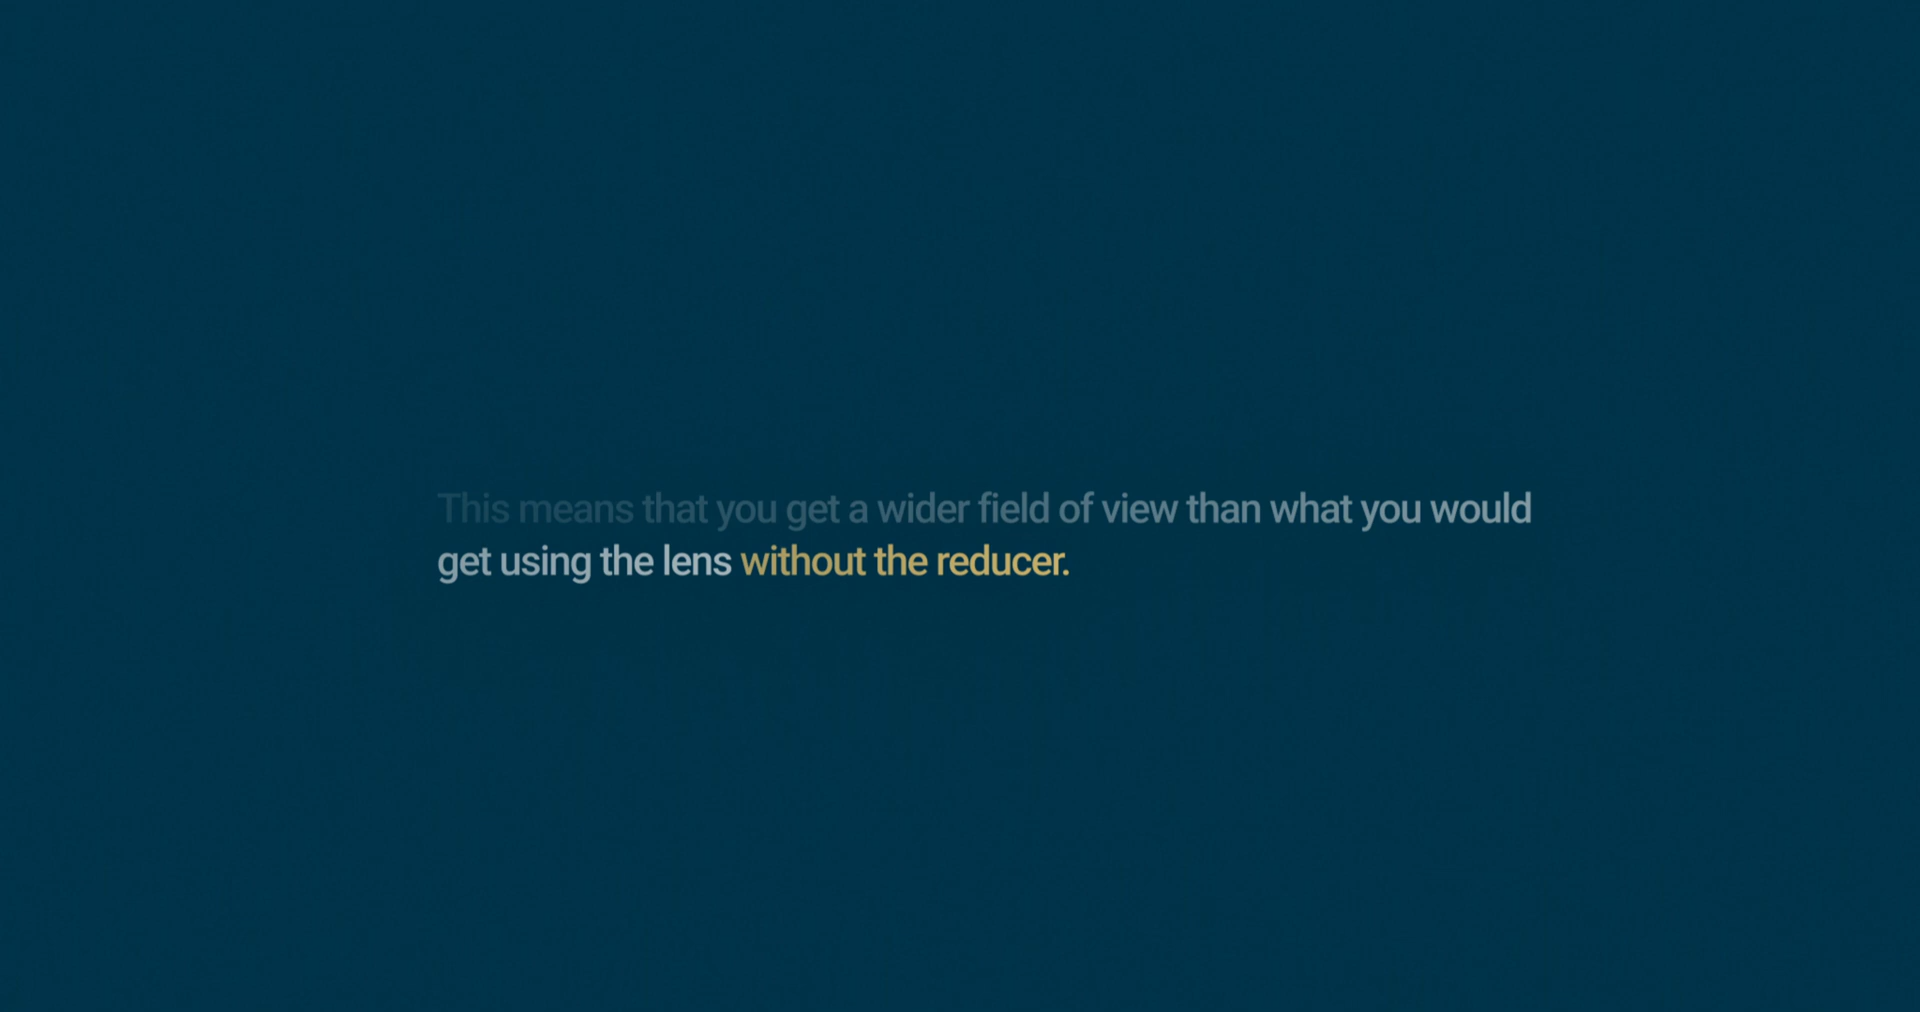 This means that you get a wider field of view than what you would
get using the lens without the reducer.